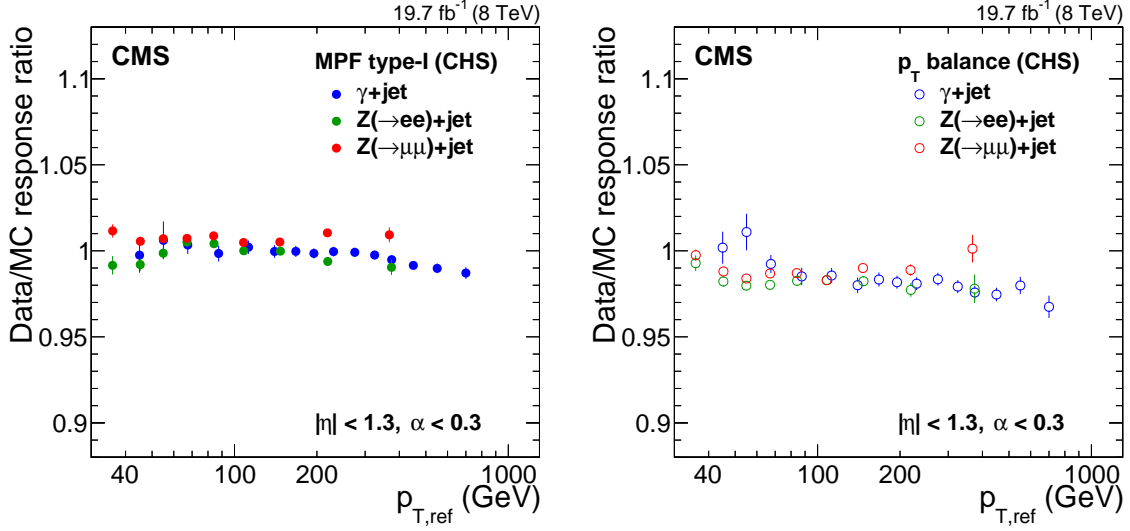 19.7 fb⁻¹ (8 TeV)
CMS
MPF type-I (CHS)
γ+jet
Z(→ee)+jet
Z(→μμ)+jet
Data/MC response ratio
1.1
1.05
1
0.95
0.9
|η| < 1.3, α < 0.3
40 100 200 1000
p_T,ref (GeV)
19.7 fb⁻¹ (8 TeV)
CMS
p_T balance (CHS)
γ+jet
Z(→ee)+jet
Z(→μμ)+jet
Data/MC response ratio
1.1
1.05
1
0.95
0.9
|η| < 1.3, α < 0.3
40 100 200 1000
p_T,ref (GeV)